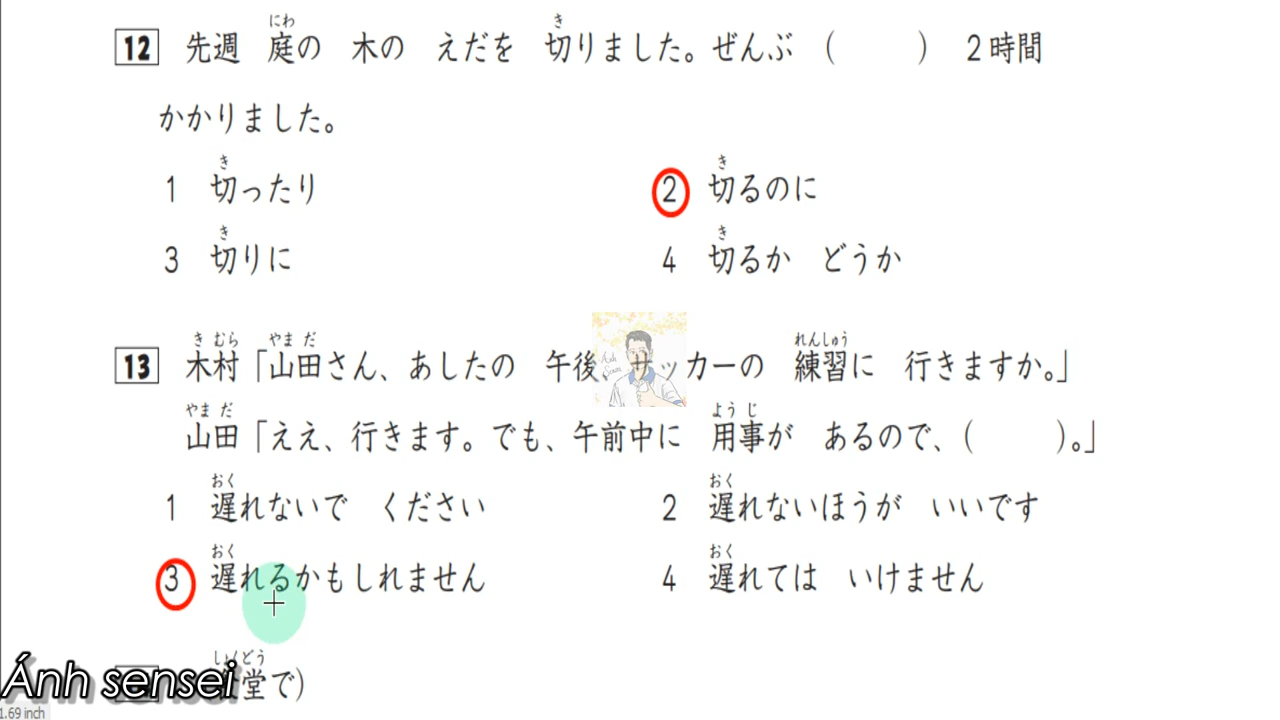 12 先週 庭の 木の えだを 切りました。ぜんぶ ( ) 2時間
かかりました。
1 切ったり
2 切るのに
3 切りに
4 切るか どうか
13 木村「山田さん、あしたの 午後、サッカーの 練習に 行きますか。」
山田「ええ、行きます。でも、午前中に 用事が あるので、( )。」
1 遅れないで ください
2 遅れないほうが いいです
3 遅れるかもしれません
4 遅れては いけません
堂で)
Ánh sensei
1.69 inch